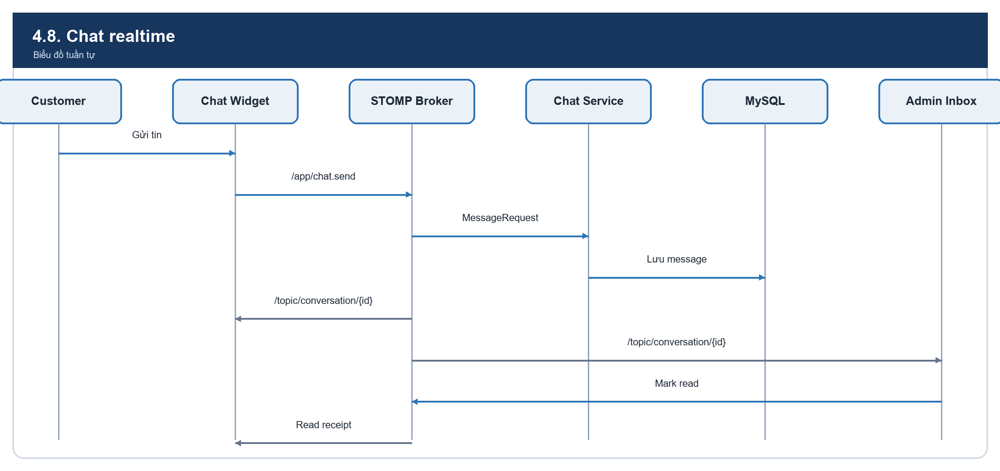 4.8. Chat realtime
Biểu đồ tuần tự
Customer
Chat Widget
STOMP Broker
Chat Service
MySQL
Admin Inbox
Gửi tin
/app/chat.send
MessageRequest
Lưu message
/topic/conversation/{id}
/topic/conversation/{id}
Mark read
Read receipt